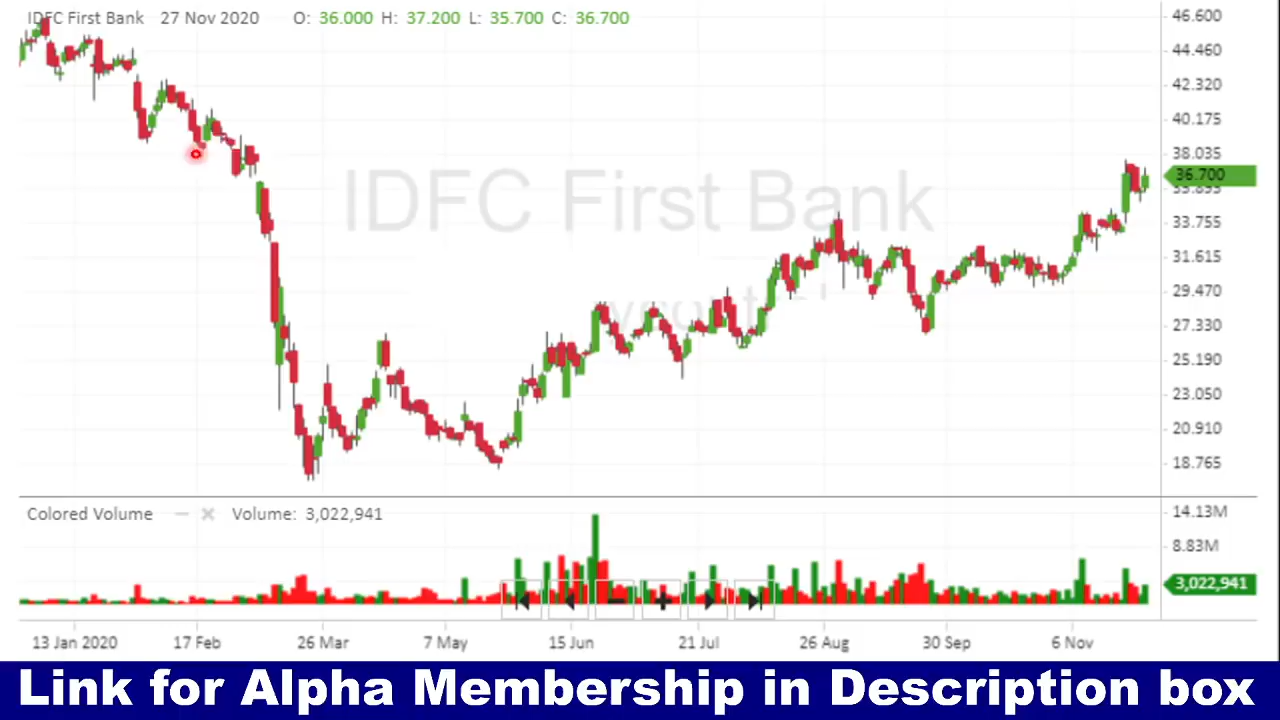 IDFC First Bank 27 Nov 2020 O: 36.000 H: 37.200 L: 35.700 C: 36.700
46.600
44.460
42.320
40.175
38.035
36.700
35.895
33.755
31.615
29.470
27.330
25.190
23.050
20.910
18.765
IDFC First Bank
Colored Volume Volume: 3,022,941
14.13M
8.83M
3,022,941
13 Jan 2020 17 Feb 26 Mar 7 May 15 Jun 21 Jul 26 Aug 30 Sep 6 Nov
Link for Alpha Membership in Description box